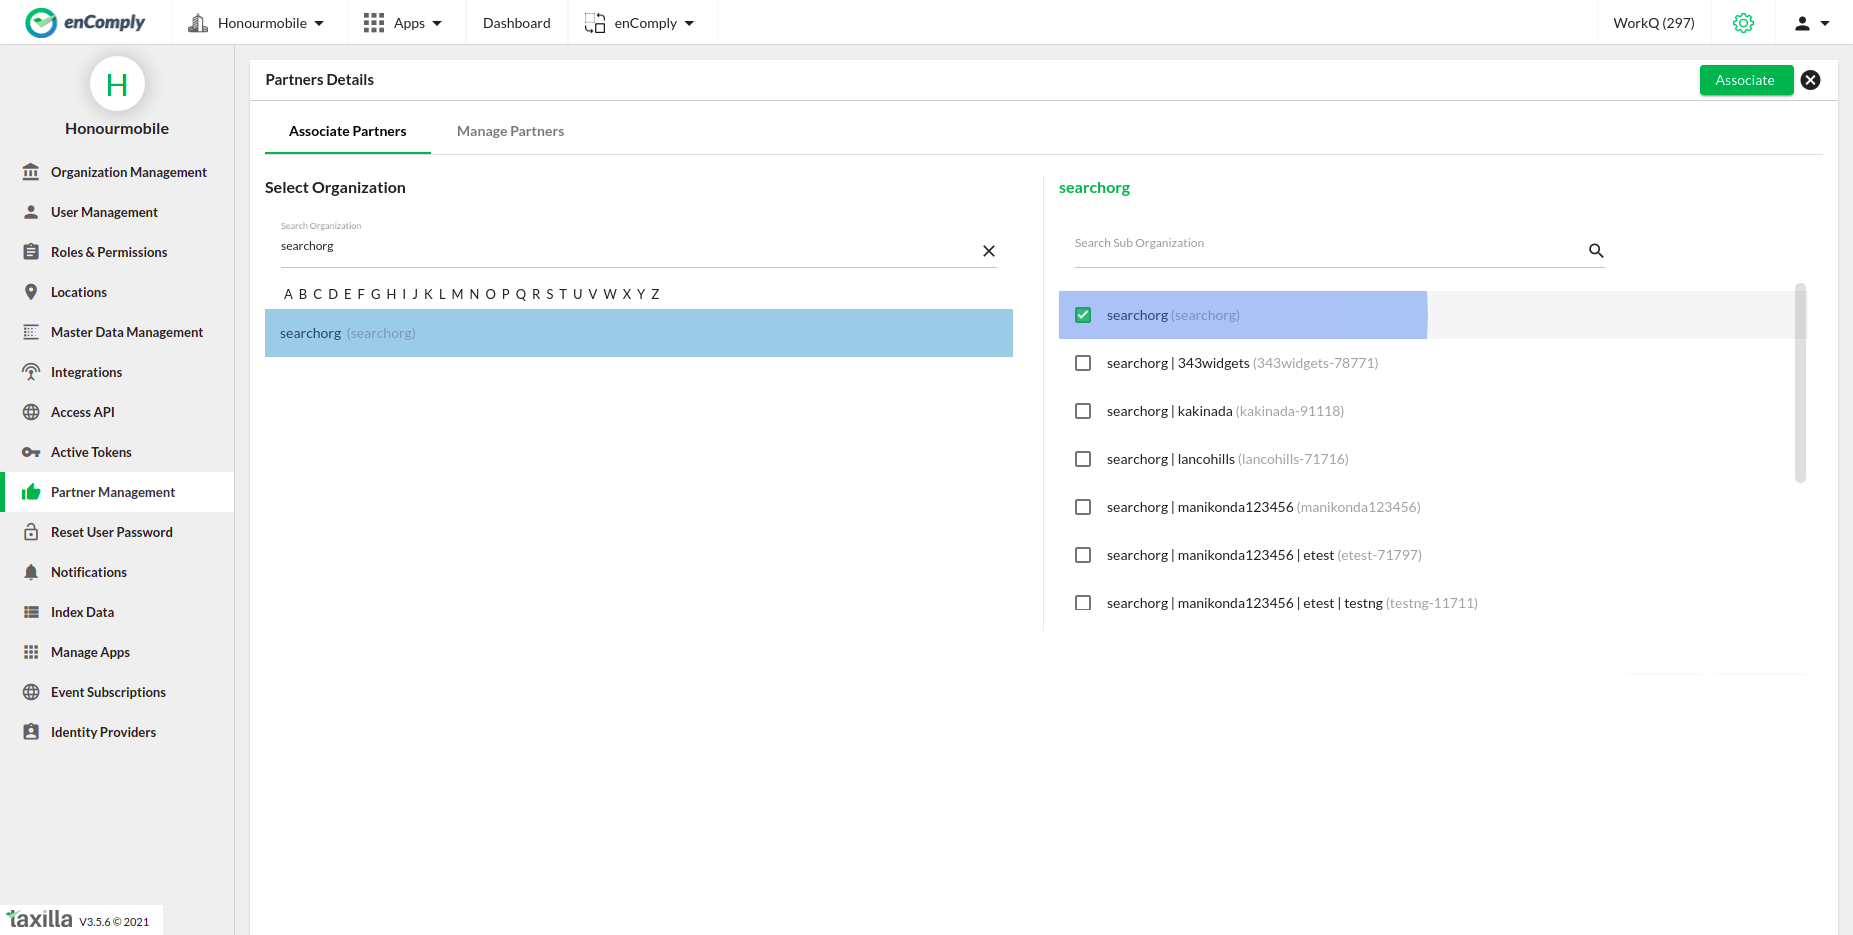 enComply
Honourmobile
Apps
Dashboard
enComply
WorkQ (297)
H
Honourmobile
Organization Management
User Management
Roles & Permissions
Locations
Master Data Management
Integrations
Access API
Active Tokens
Partner Management
Reset User Password
Notifications
Index Data
Manage Apps
Event Subscriptions
Identity Providers
taxilla V3.5.6 © 2021
Partners Details
Associate
Associate Partners
Manage Partners
Select Organization
Search Organization
searchorg
A B C D E F G H I J K L M N O P Q R S T U V W X Y Z
searchorg (searchorg)
searchorg
Search Sub Organization
searchorg (searchorg)
searchorg | 343widgets (343widgets-78771)
searchorg | kakinada (kakinada-91118)
searchorg | lancohills (lancohills-71716)
searchorg | manikonda123456 (manikonda123456)
searchorg | manikonda123456 | etest (etest-71797)
searchorg | manikonda123456 | etest | testng (testng-11711)